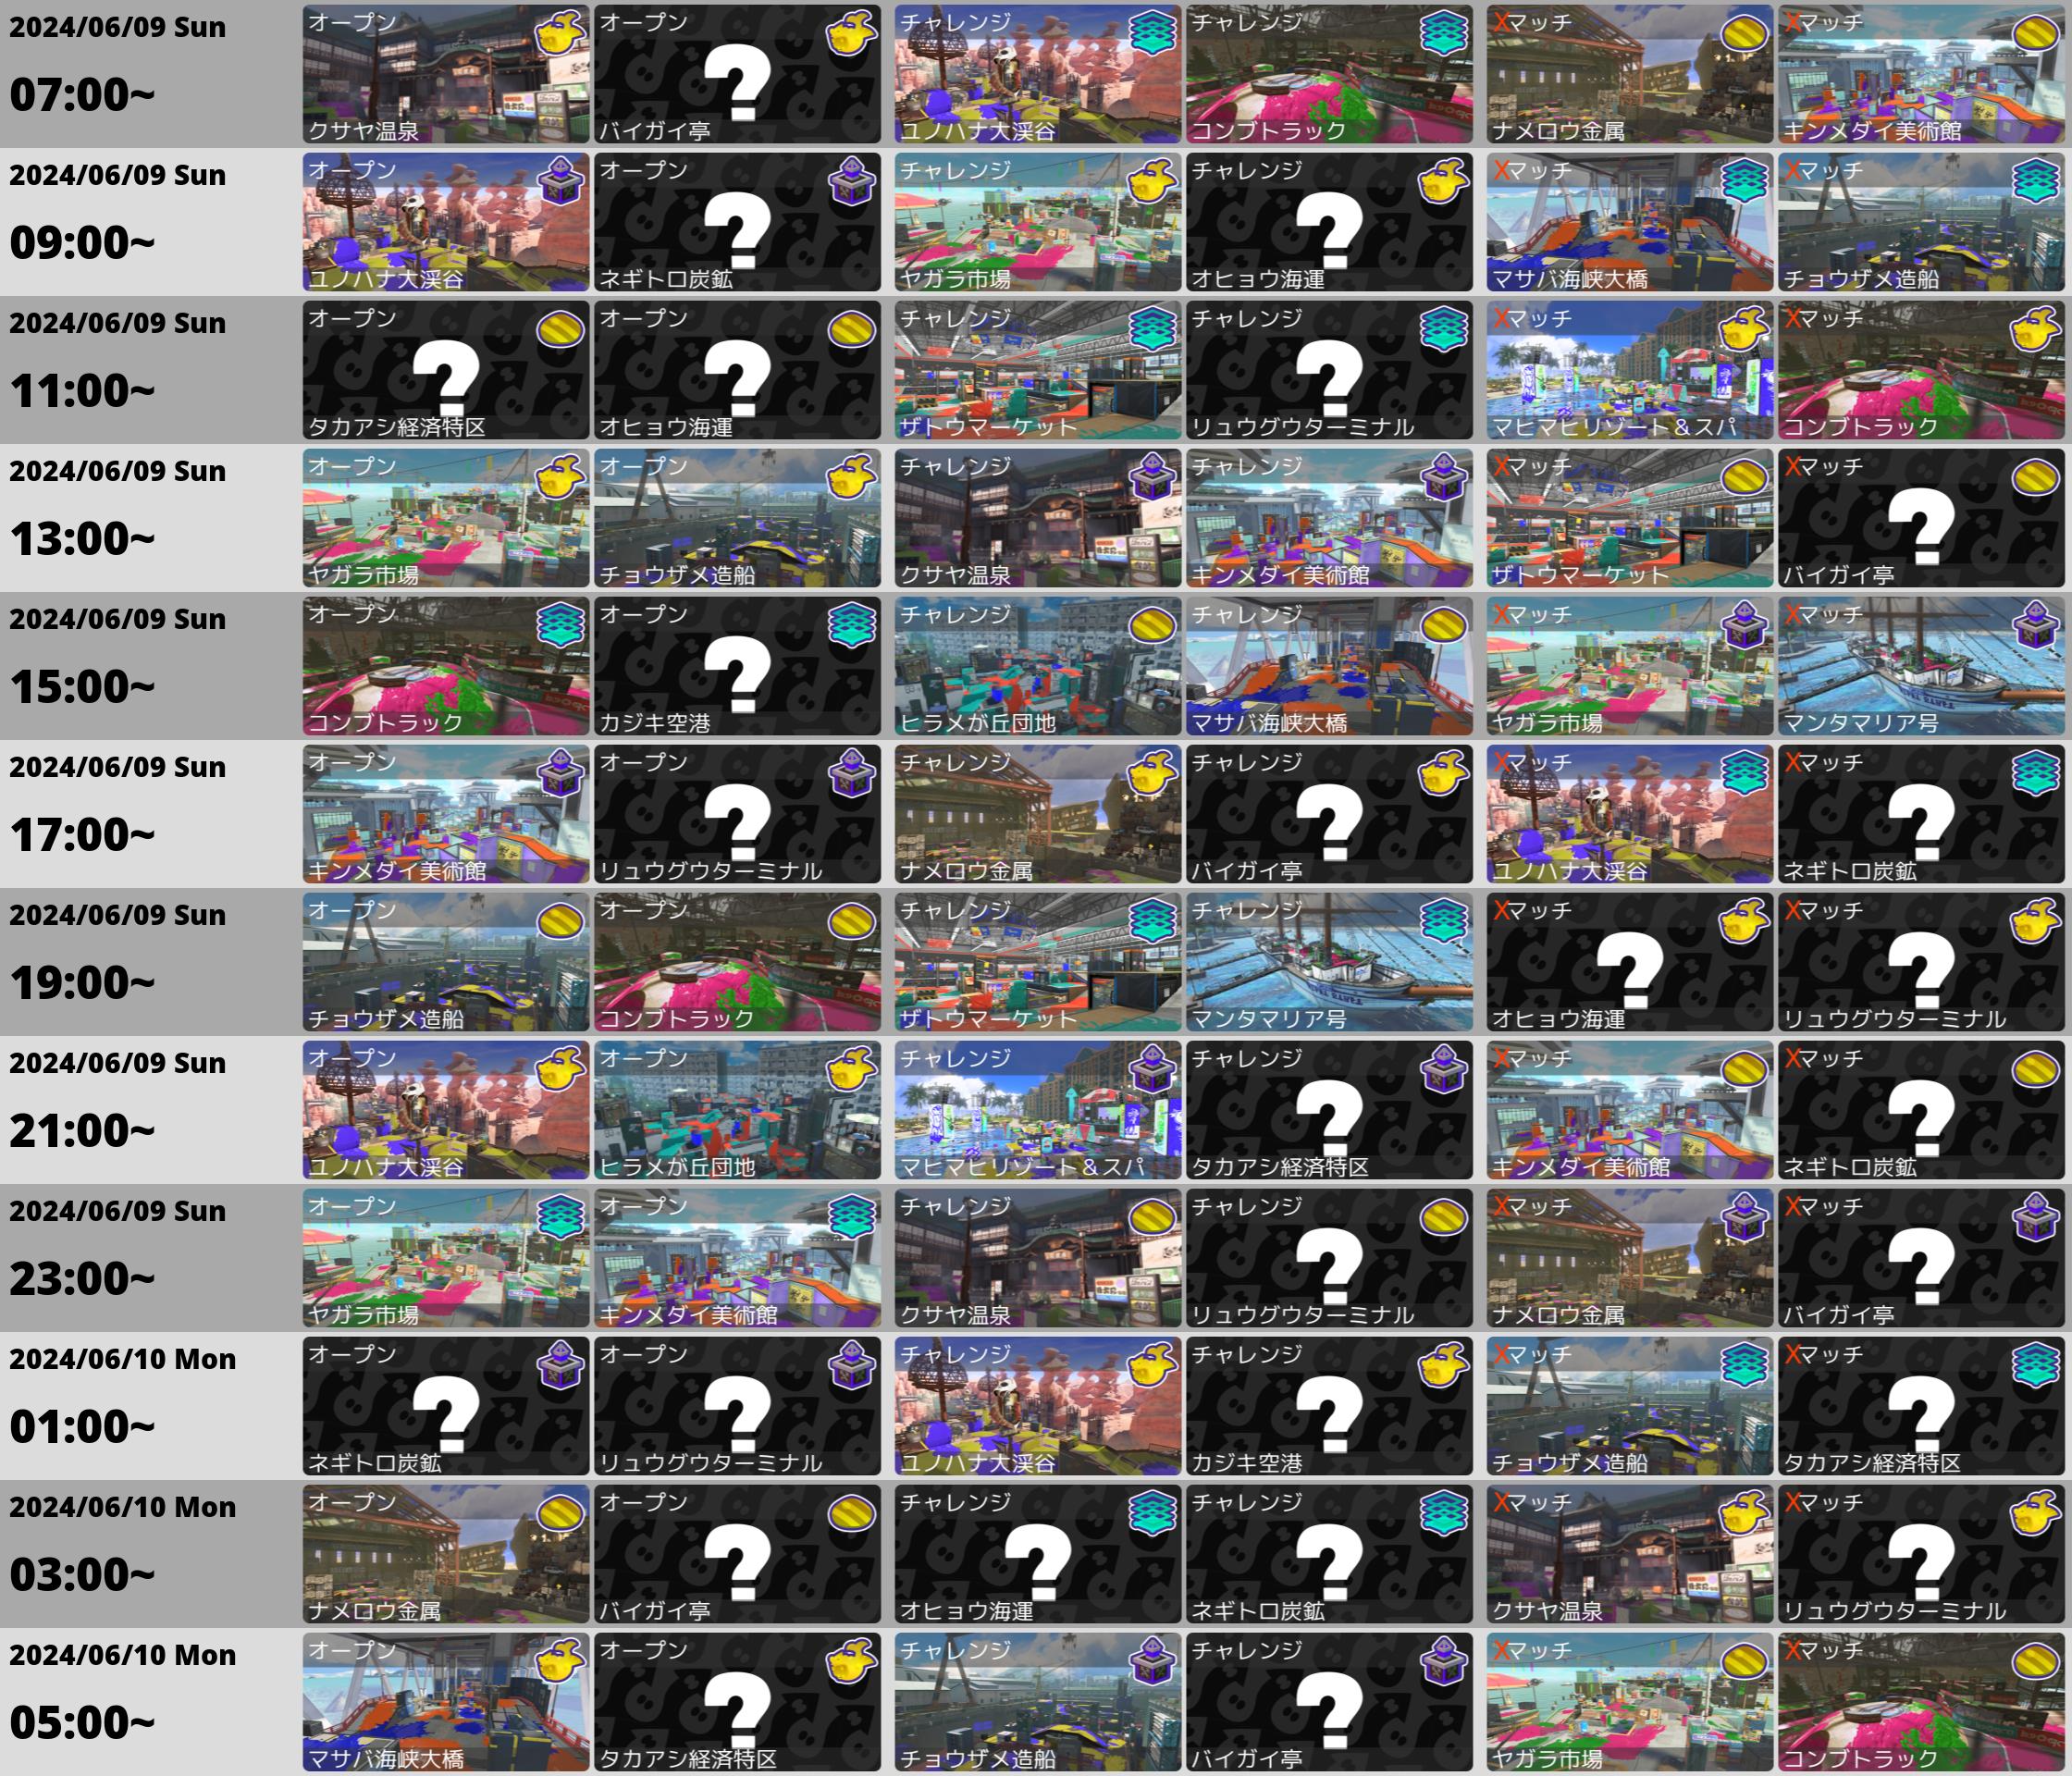 2024/06/09 Sun
07:00~
オープン
クサヤ温泉
オープン
バイガイ亭
チャレンジ
ユノハナ大渓谷
チャレンジ
コンブトラック
Xマッチ
ナメロウ金属
Xマッチ
キンメダイ美術館
2024/06/09 Sun
09:00~
オープン
ユノハナ大渓谷
オープン
ネギトロ炭鉱
チャレンジ
ヤガラ市場
チャレンジ
オヒョウ海運
Xマッチ
マサバ海峡大橋
Xマッチ
チョウザメ造船
2024/06/09 Sun
11:00~
オープン
タカアシ経済特区
オープン
オヒョウ海運
チャレンジ
ザトウマーケット
チャレンジ
リュウグウターミナル
Xマッチ
マヒマヒリゾート＆スパ
Xマッチ
コンブトラック
2024/06/09 Sun
13:00~
オープン
ヤガラ市場
オープン
チョウザメ造船
チャレンジ
クサヤ温泉
チャレンジ
キンメダイ美術館
Xマッチ
ザトウマーケット
Xマッチ
バイガイ亭
2024/06/09 Sun
15:00~
オープン
コンブトラック
オープン
カジキ空港
チャレンジ
ヒラメが丘団地
チャレンジ
マサバ海峡大橋
Xマッチ
ヤガラ市場
Xマッチ
マンタマリア号
2024/06/09 Sun
17:00~
オープン
キンメダイ美術館
オープン
リュウグウターミナル
チャレンジ
ナメロウ金属
チャレンジ
バイガイ亭
Xマッチ
ユノハナ大渓谷
Xマッチ
ネギトロ炭鉱
2024/06/09 Sun
19:00~
オープン
チョウザメ造船
オープン
コンブトラック
チャレンジ
ザトウマーケット
チャレンジ
マンタマリア号
Xマッチ
オヒョウ海運
Xマッチ
リュウグウターミナル
2024/06/09 Sun
21:00~
オープン
ユノハナ大渓谷
オープン
ヒラメが丘団地
チャレンジ
マヒマヒリゾート＆スパ
チャレンジ
タカアシ経済特区
Xマッチ
キンメダイ美術館
Xマッチ
ネギトロ炭鉱
2024/06/09 Sun
23:00~
オープン
ヤガラ市場
オープン
キンメダイ美術館
チャレンジ
クサヤ温泉
チャレンジ
リュウグウターミナル
Xマッチ
ナメロウ金属
Xマッチ
バイガイ亭
2024/06/10 Mon
01:00~
オープン
ネギトロ炭鉱
オープン
リュウグウターミナル
チャレンジ
ユノハナ大渓谷
チャレンジ
カジキ空港
Xマッチ
チョウザメ造船
Xマッチ
タカアシ経済特区
2024/06/10 Mon
03:00~
オープン
ナメロウ金属
オープン
バイガイ亭
チャレンジ
オヒョウ海運
チャレンジ
ネギトロ炭鉱
Xマッチ
クサヤ温泉
Xマッチ
リュウグウターミナル
2024/06/10 Mon
05:00~
オープン
マサバ海峡大橋
オープン
タカアシ経済特区
チャレンジ
チョウザメ造船
チャレンジ
バイガイ亭
Xマッチ
ヤガラ市場
Xマッチ
コンブトラック